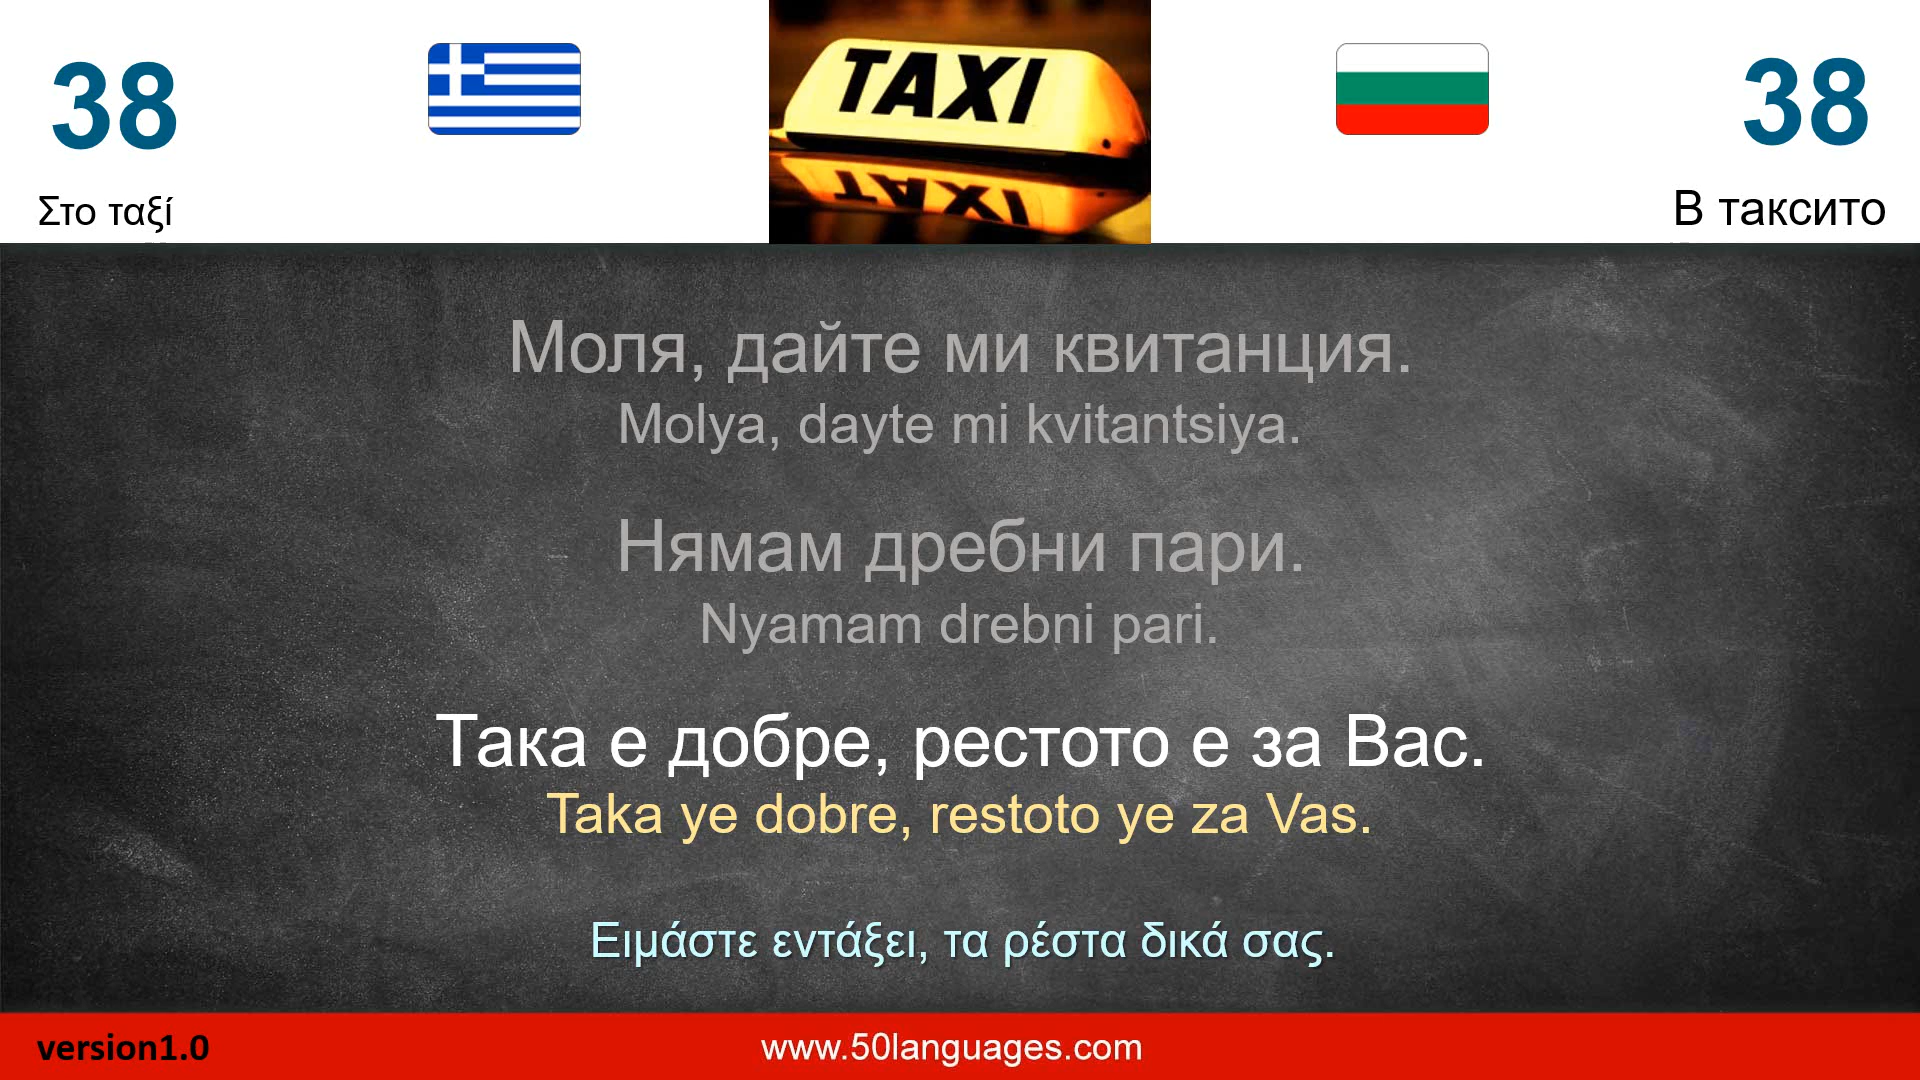 38
TAXI
38
Στο ταξί
В таксито
Моля, дайте ми квитанция.
Molya, dayte mi kvitantsiya.
Нямам дребни пари.
Nyamam drebni pari.
Така е добре, рестото е за Вас.
Taka ye dobre, restoto ye za Vas.
Ειμάστε εντάξει, τα ρέστα δικά σας.
version1.0
www.50languages.com